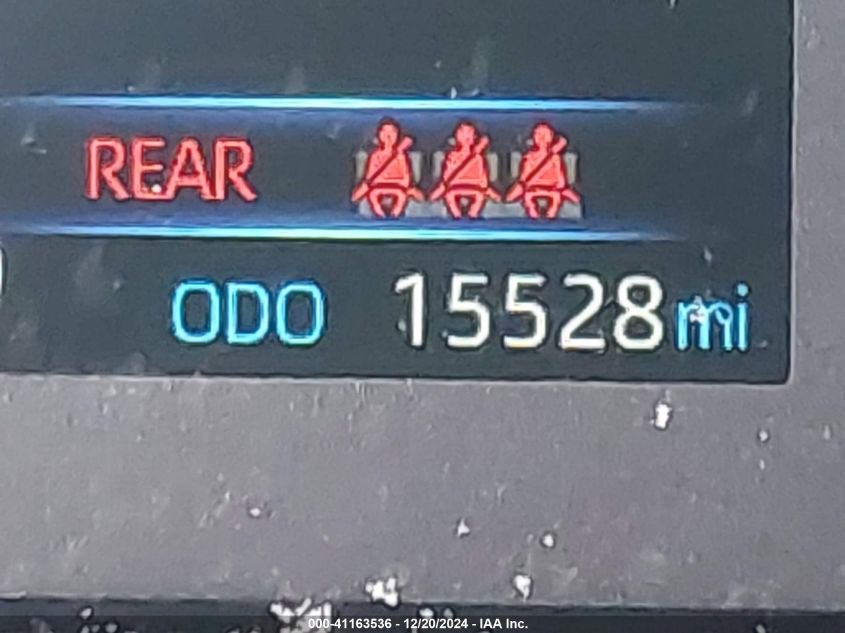 REAR
ODO 15528 mi
000-41163536 - 12/20/2024 - IAA Inc.